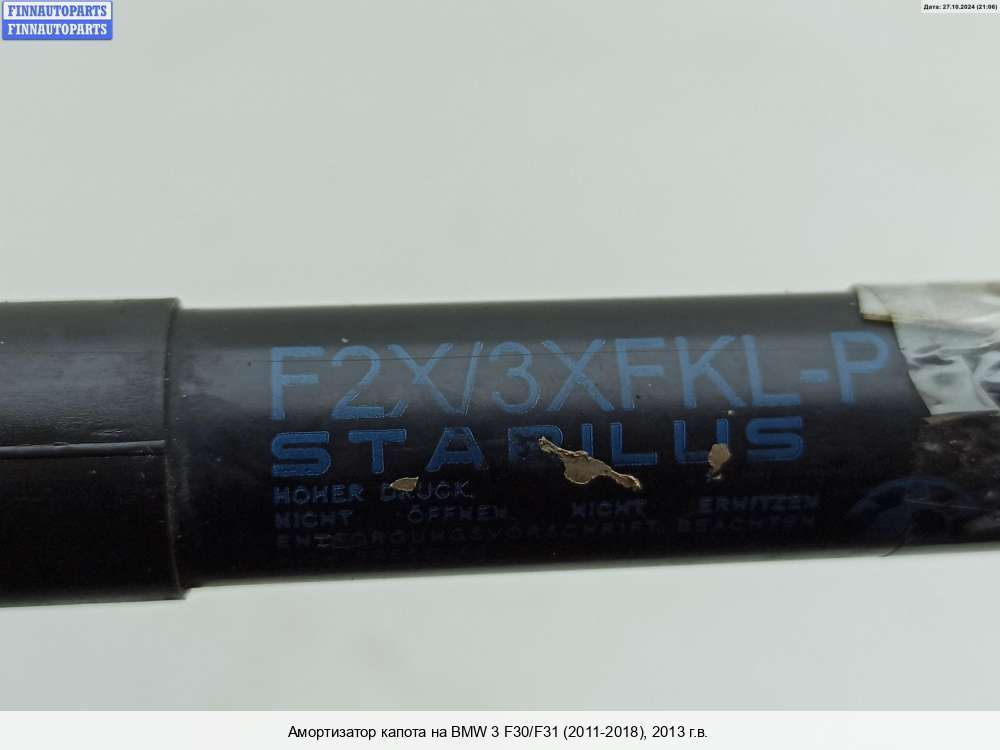 FINNAUTOPARTS
FINNAUTOPARTS
Дата: 27.10.2024 (21:06)
F2X/3XFKL-P
STABILUS
HOHER DRUCK.
NICHT ÖFFNEN NICHT ERHITZEN
ENTSORGUNGSVORSCHRIFT BEACHTEN
Амортизатор капота на BMW 3 F30/F31 (2011-2018), 2013 г.в.